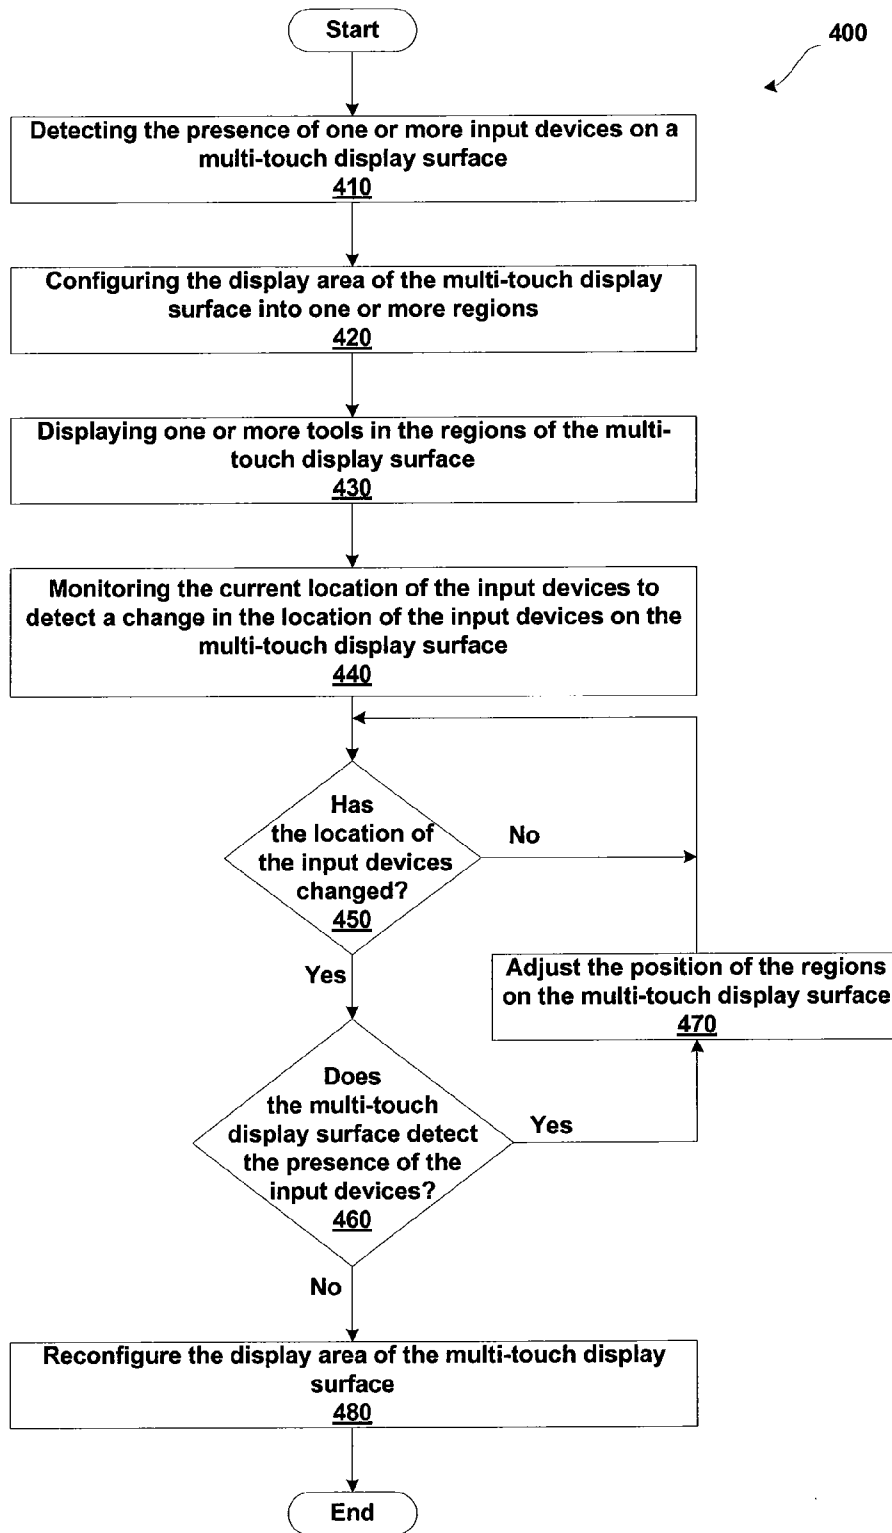 Start
400
Detecting the presence of one or more input devices on a
multi-touch display surface
410
Configuring the display area of the multi-touch display
surface into one or more regions
420
Displaying one or more tools in the regions of the multi-
touch display surface
430
Monitoring the current location of the input devices to
detect a change in the location of the input devices on the
multi-touch display surface
440
Has
the location of
the input devices
changed?
450
No
Yes
Adjust the position of the regions
on the multi-touch display surface
470
Does
the multi-touch
display surface detect
the presence of the
input devices?
460
Yes
No
Reconfigure the display area of the multi-touch display
surface
480
End